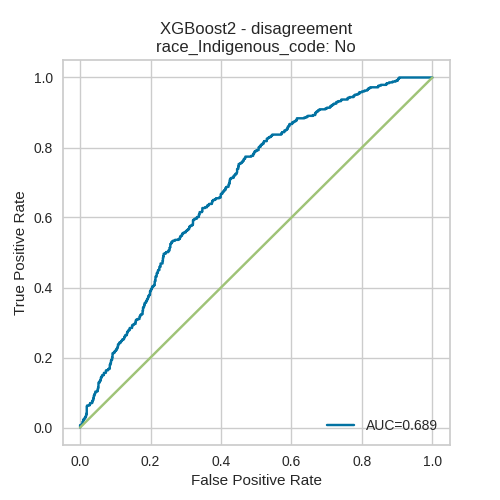 XGBoost2 - disagreement
race_Indigenous_code: No
1.0
0.8
0.6
0.4
0.2
0.0
True Positive Rate
AUC=0.689
0.0 0.2 0.4 0.6 0.8 1.0
False Positive Rate